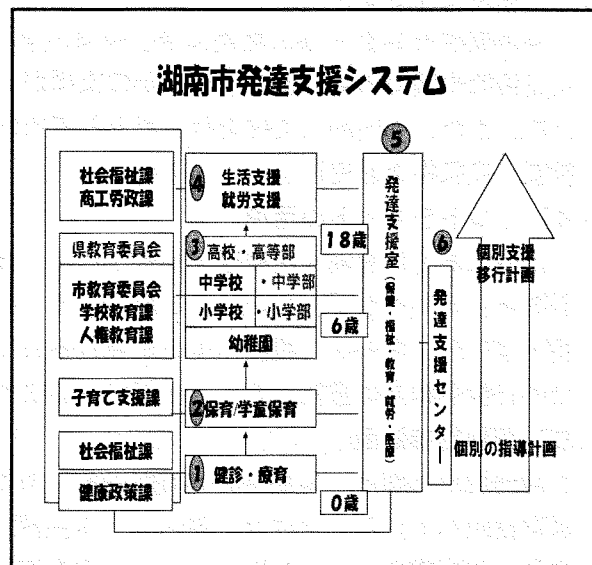 湖南市発達支援システム
社会福祉課
商工労政課
県教育委員会
市教育委員会
学校教育課
人権教育課
子育て支援課
社会福祉課
健康政策課
4
生活支援
就労支援
3
高校・高等部
中学校・中学部
小学校・小学部
幼稚園
2
保育/学童保育
1
健診・療育
18歳
6歳
0歳
5
発達支援室(保健・福祉・教育・就労・医療)
6
発達支援センター
個別支援
移行計画
個別の指導計画